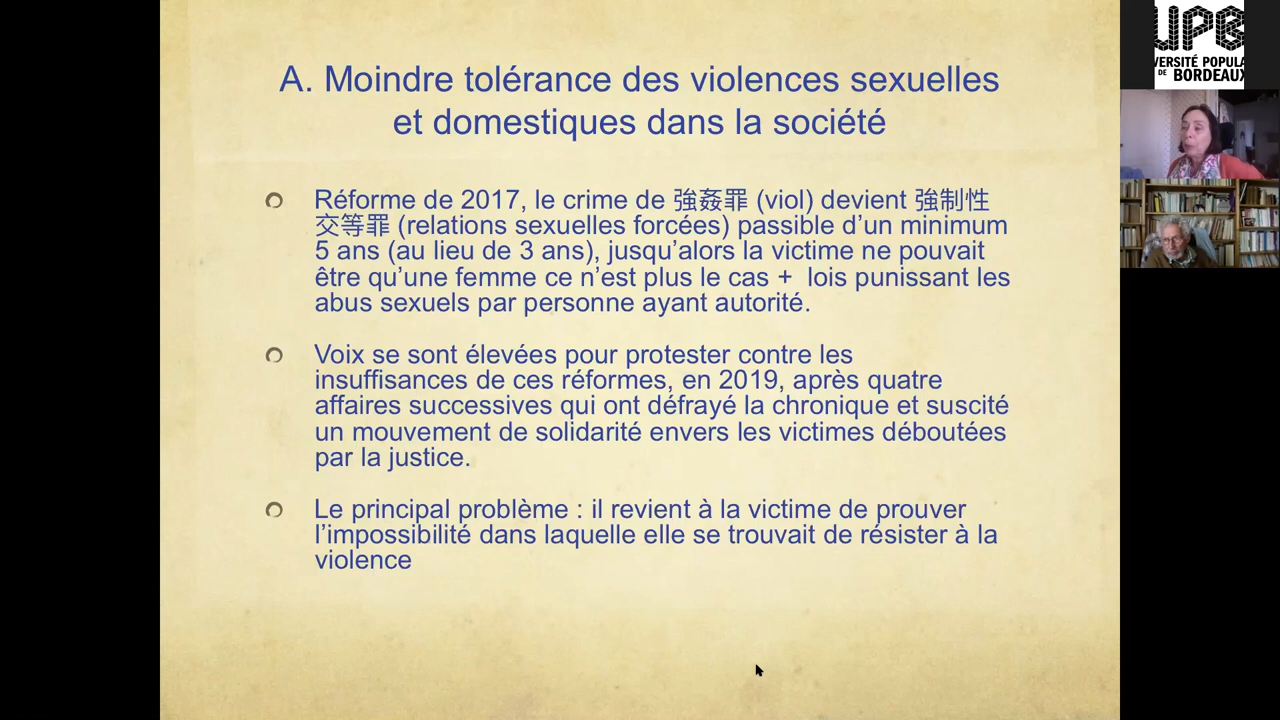 A. Moindre tolérance des violences sexuelles
et domestiques dans la société
Réforme de 2017, le crime de 強姦罪 (viol) devient 強制性
交等罪 (relations sexuelles forcées) passible d’un minimum
5 ans (au lieu de 3 ans), jusqu’alors la victime ne pouvait
être qu’une femme ce n’est plus le cas + lois punissant les
abus sexuels par personne ayant autorité.
Voix se sont élevées pour protester contre les
insuffisances de ces réformes, en 2019, après quatre
affaires successives qui ont défrayé la chronique et suscité
un mouvement de solidarité envers les victimes déboutées
par la justice.
Le principal problème : il revient à la victime de prouver
l’impossibilité dans laquelle elle se trouvait de résister à la
violence
UPB
VERSITÉ POPULA
DE BORDEAUX